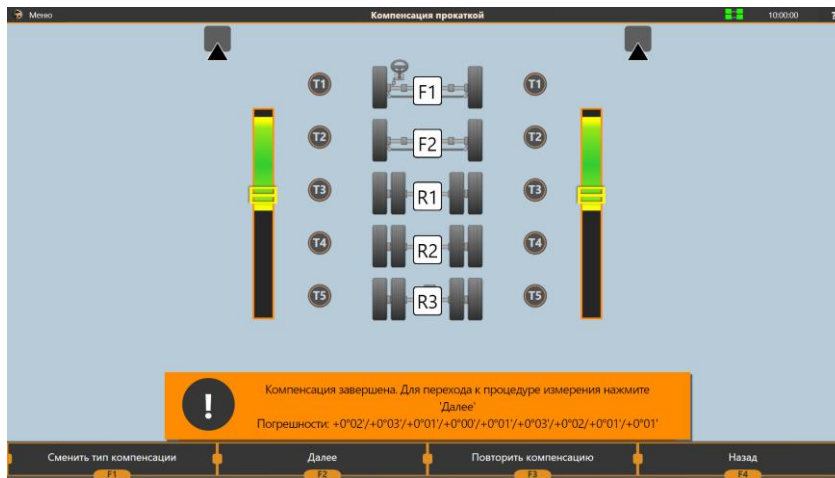 Меню
Компенсация прокаткой
10:00:00
?
T1
F1
T1
T2
F2
T2
T3
R1
T3
T4
R2
T4
T5
R3
T5
!
Компенсация завершена. Для перехода к процедуре измерения нажмите
'Далее'
Погрешности: +0°02'/+0°03'/+0°01'/+0°00'/+0°01'/+0°03'/+0°02/+0°01'/+0°01'
Сменить тип компенсации
F1
Далее
F2
Повторить компенсацию
F3
Назад
F4